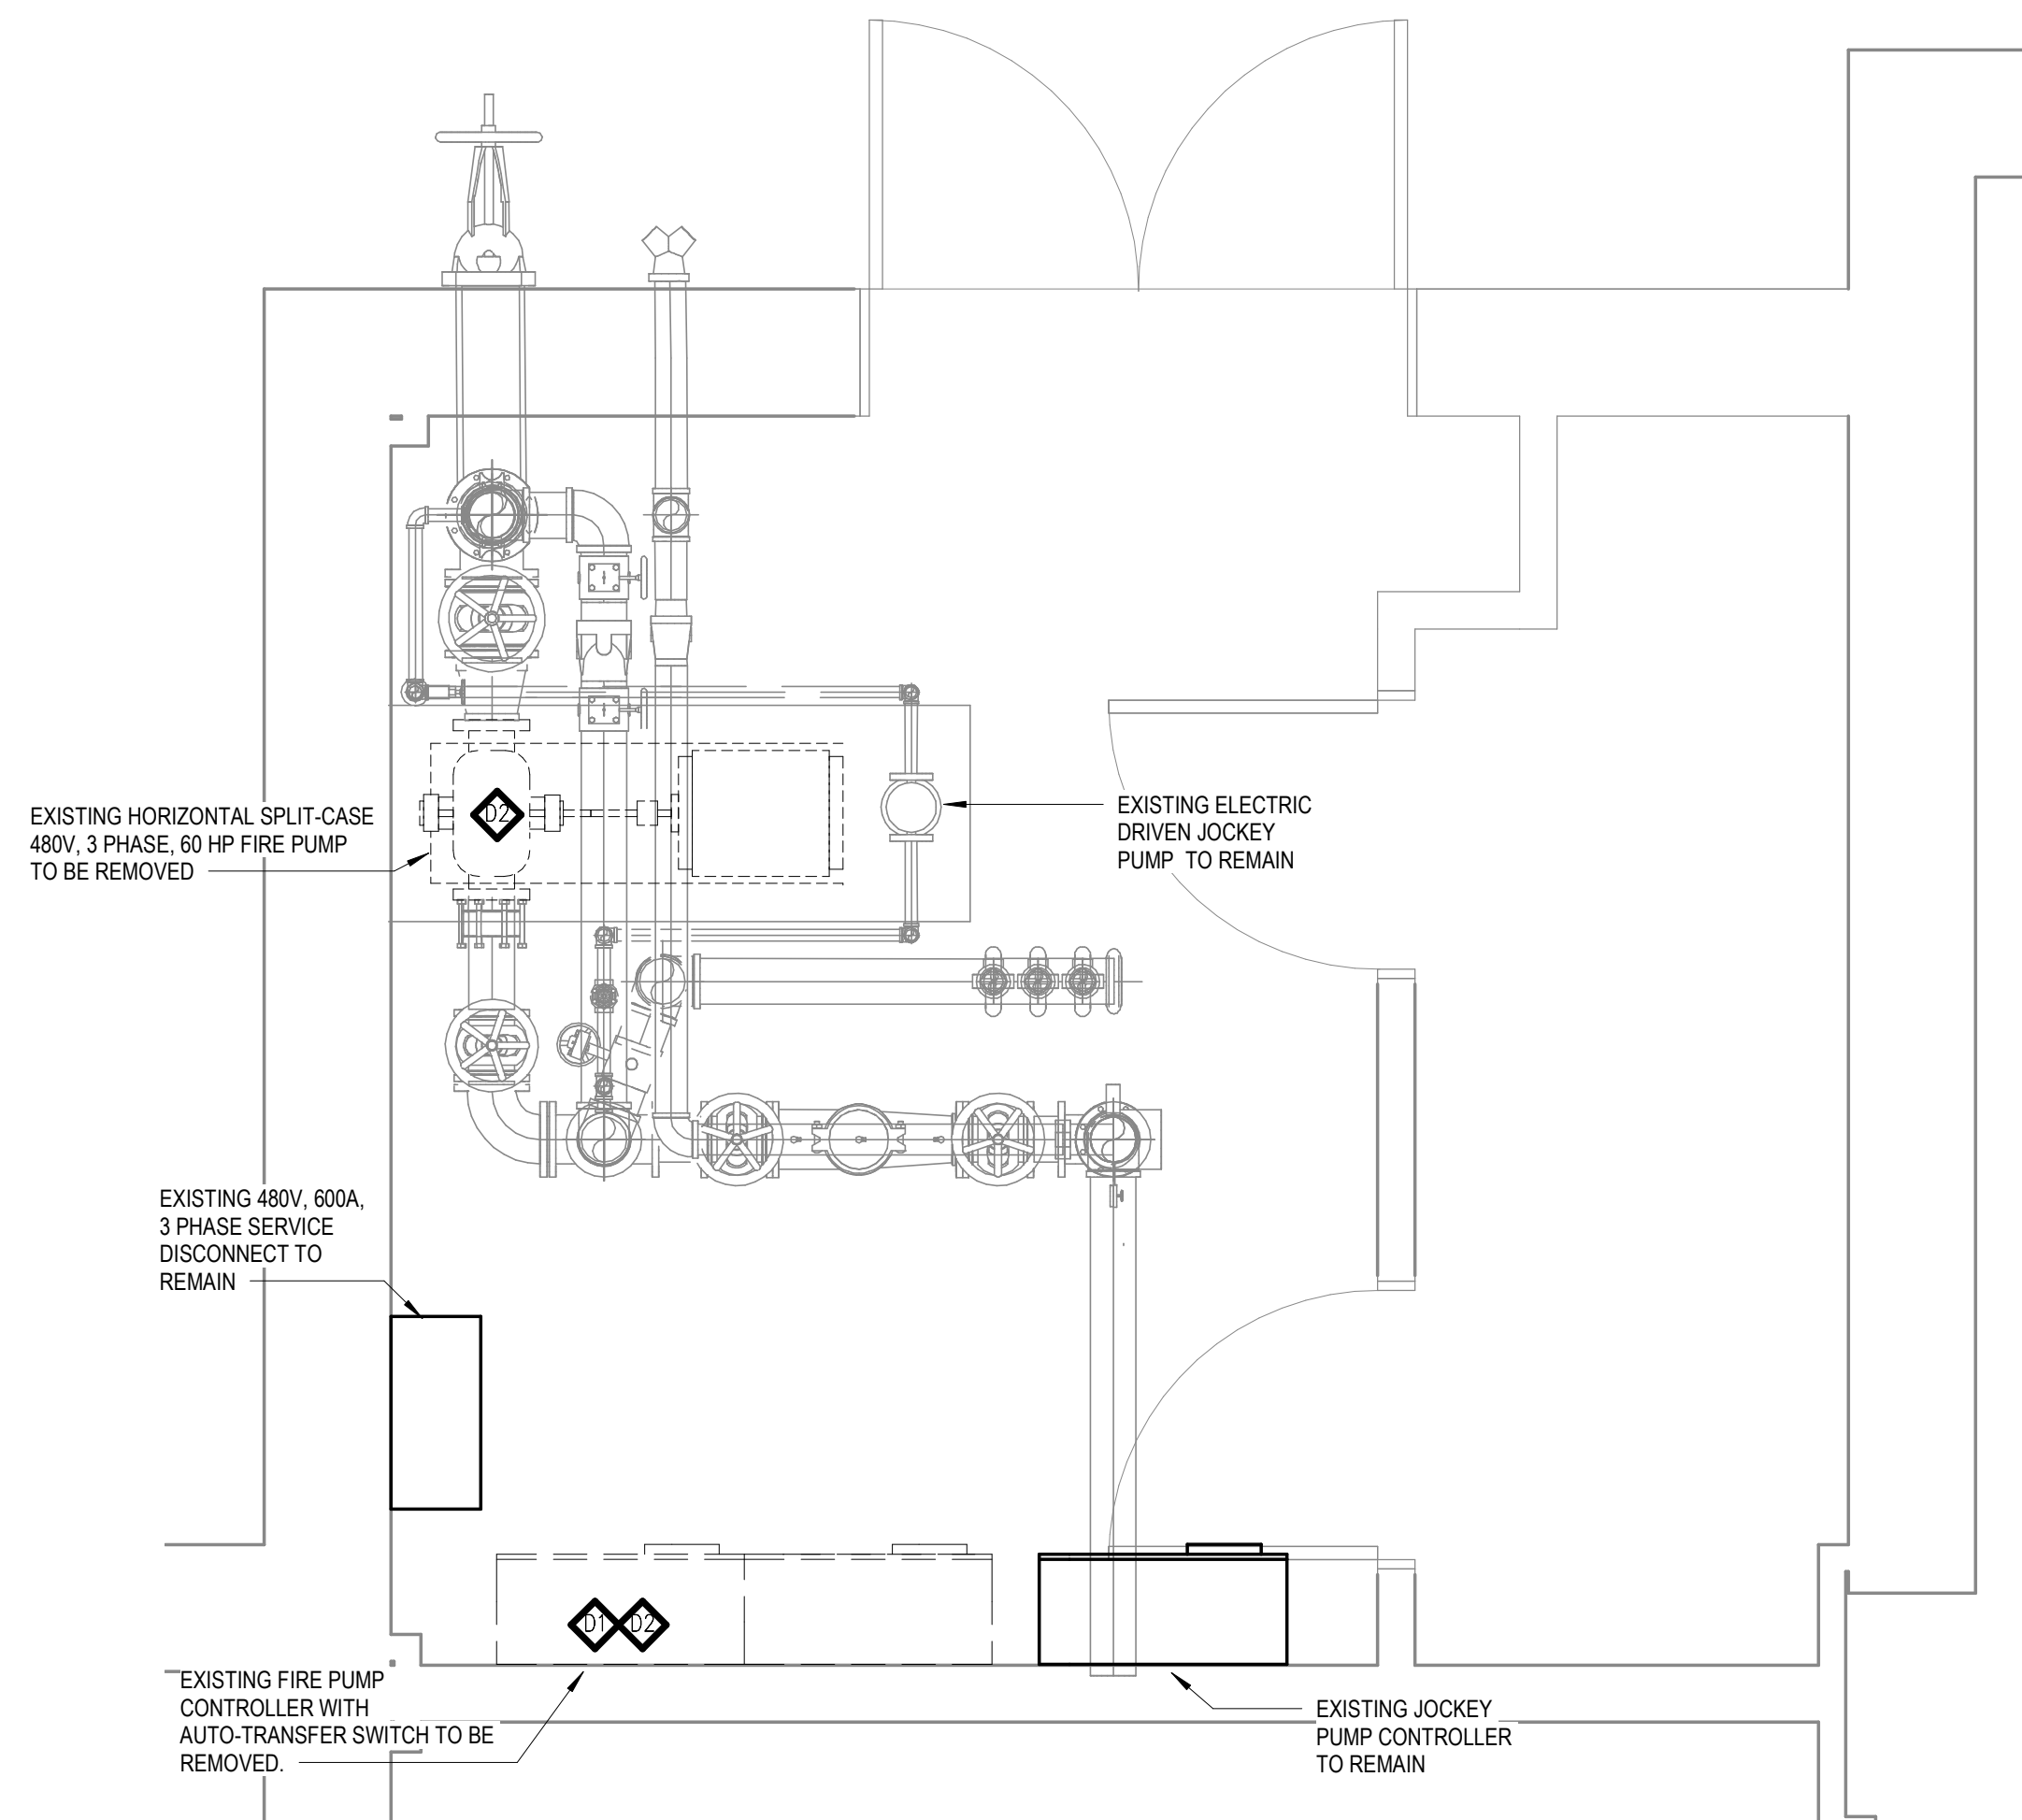 D2
EXISTING HORIZONTAL SPLIT-CASE
480V, 3 PHASE, 60 HP FIRE PUMP
TO BE REMOVED
EXISTING ELECTRIC
DRIVEN JOCKEY
PUMP TO REMAIN
EXISTING 480V, 600A,
3 PHASE SERVICE
DISCONNECT TO
REMAIN
D1 D2
EXISTING FIRE PUMP
CONTROLLER WITH
AUTO-TRANSFER SWITCH TO BE
REMOVED.
EXISTING JOCKEY
PUMP CONTROLLER
TO REMAIN